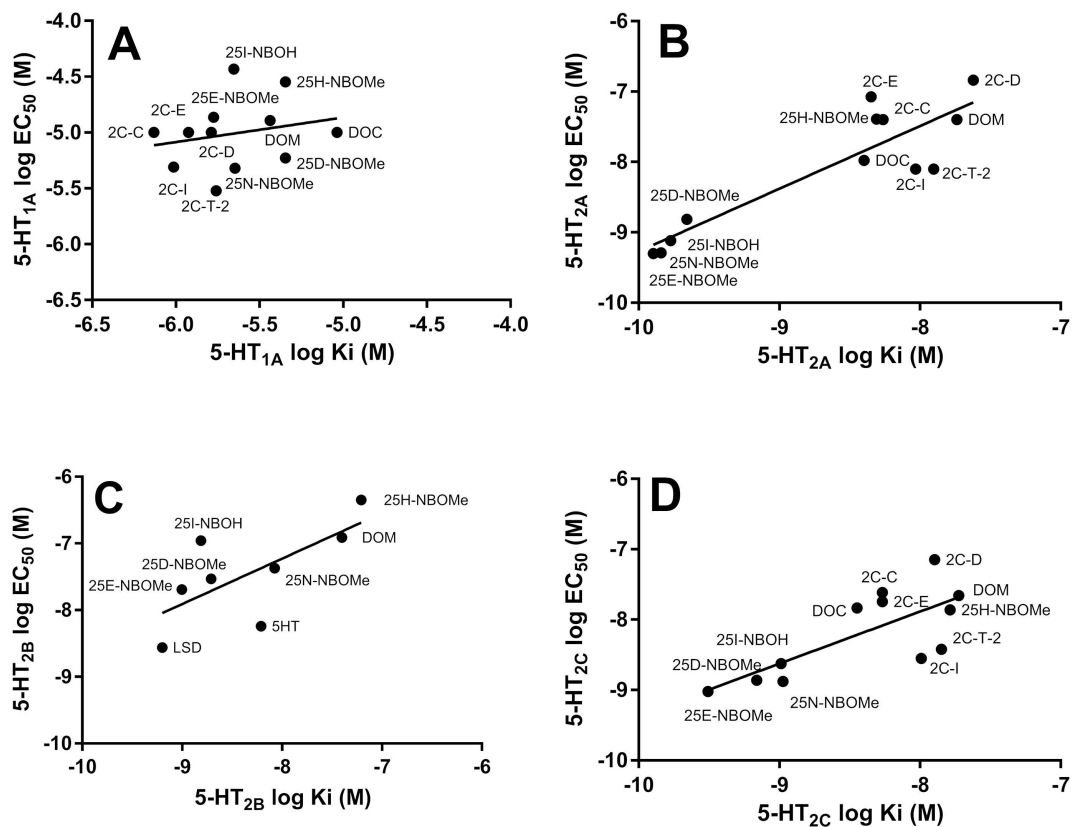 A
5-HT1A log EC50 (M)
-4.0
-4.5
-5.0
-5.5
-6.0
-6.5
25I-NBOH
25H-NBOMe
25E-NBOMe
2C-E
2C-C
DOM
DOC
2C-D
25D-NBOMe
25N-NBOMe
2C-I
2C-T-2
-6.5 -6.0 -5.5 -5.0 -4.5 -4.0
5-HT1A log Ki (M)
B
5-HT2A log EC50 (M)
-6
-7
-8
-9
-10
2C-E
2C-D
25H-NBOMe
2C-C
DOM
DOC
2C-I
2C-T-2
25D-NBOMe
25I-NBOH
25N-NBOMe
25E-NBOMe
-10 -9 -8 -7
5-HT2A log Ki (M)
C
5-HT2B log EC50 (M)
-6
-7
-8
-9
-10
25H-NBOMe
25I-NBOH
DOM
25D-NBOMe
25N-NBOMe
25E-NBOMe
5HT
LSD
-10 -9 -8 -7 -6
5-HT2B log Ki (M)
D
5-HT2C log EC50 (M)
-6
-7
-8
-9
-10
2C-D
2C-C
DOM
2C-E
DOC
25H-NBOMe
25I-NBOH
2C-T-2
25D-NBOMe
2C-I
25N-NBOMe
25E-NBOMe
-10 -9 -8 -7
5-HT2C log Ki (M)